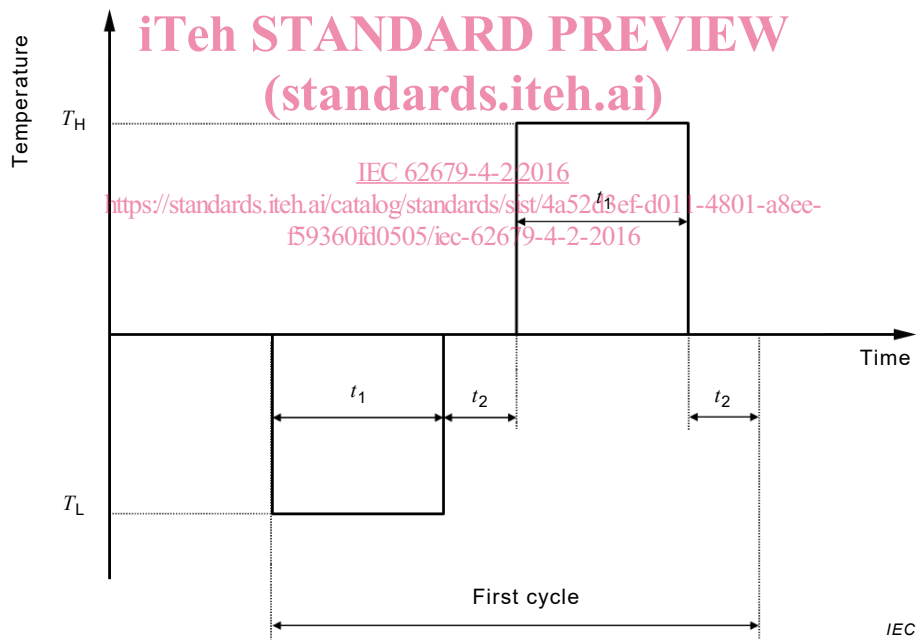 iTeh STANDARD PREVIEW
(standards.iteh.ai)
Temperature
TH
IEC 62679-4-2:2016
https://standards.iteh.ai/catalog/standards/sist/4a52d3ef-d011-4801-a8ee-
f59360fd0505/iec-62679-4-2-2016
t1
Time
t1
t2
t2
TL
First cycle
IEC